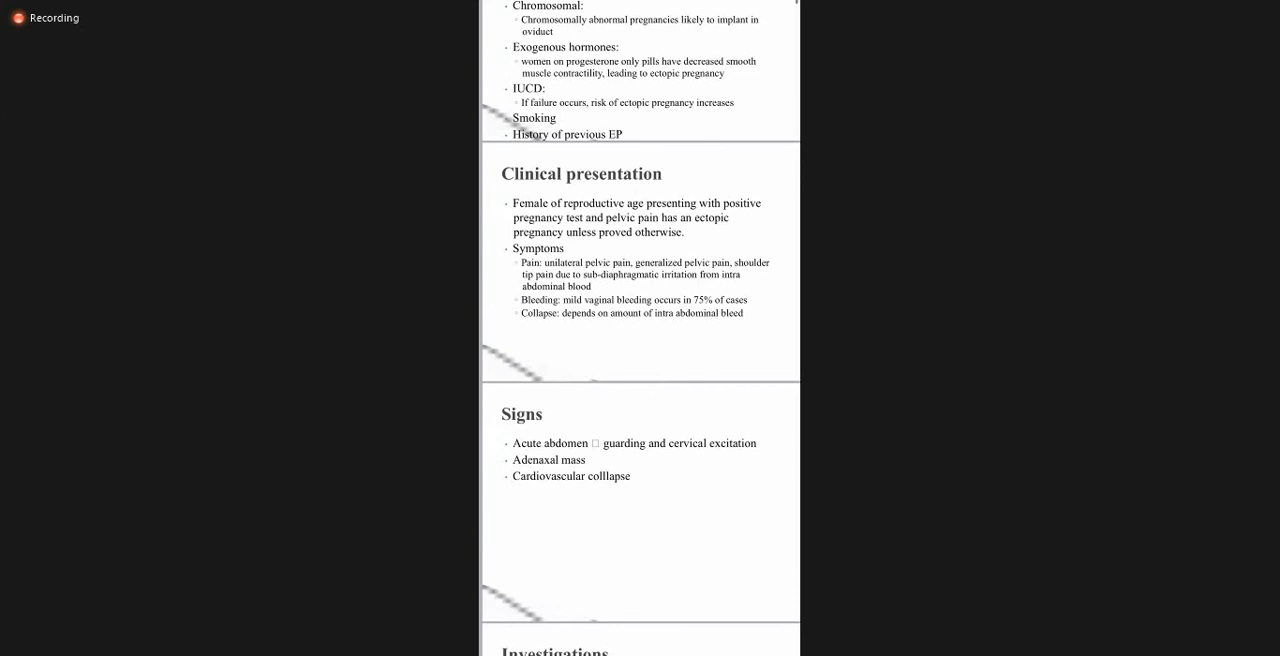 Recording
• Chromosomal:
◦ Chromosomally abnormal pregnancies likely to implant in
oviduct
• Exogenous hormones:
◦ women on progesterone only pills have decreased smooth
muscle contractility, leading to ectopic pregnancy
• IUCD:
◦ If failure occurs, risk of ectopic pregnancy increases
Smoking
• History of previous EP
Clinical presentation
• Female of reproductive age presenting with positive
pregnancy test and pelvic pain has an ectopic
pregnancy unless proved otherwise.
• Symptoms
◦ Pain: unilateral pelvic pain, generalized pelvic pain, shoulder
tip pain due to sub-diaphragmatic irritation from intra
abdominal blood
◦ Bleeding: mild vaginal bleeding occurs in 75% of cases
◦ Collapse: depends on amount of intra abdominal bleed
Signs
• Acute abdomen □ guarding and cervical excitation
• Adenaxal mass
• Cardiovascular colllapse
Investigations